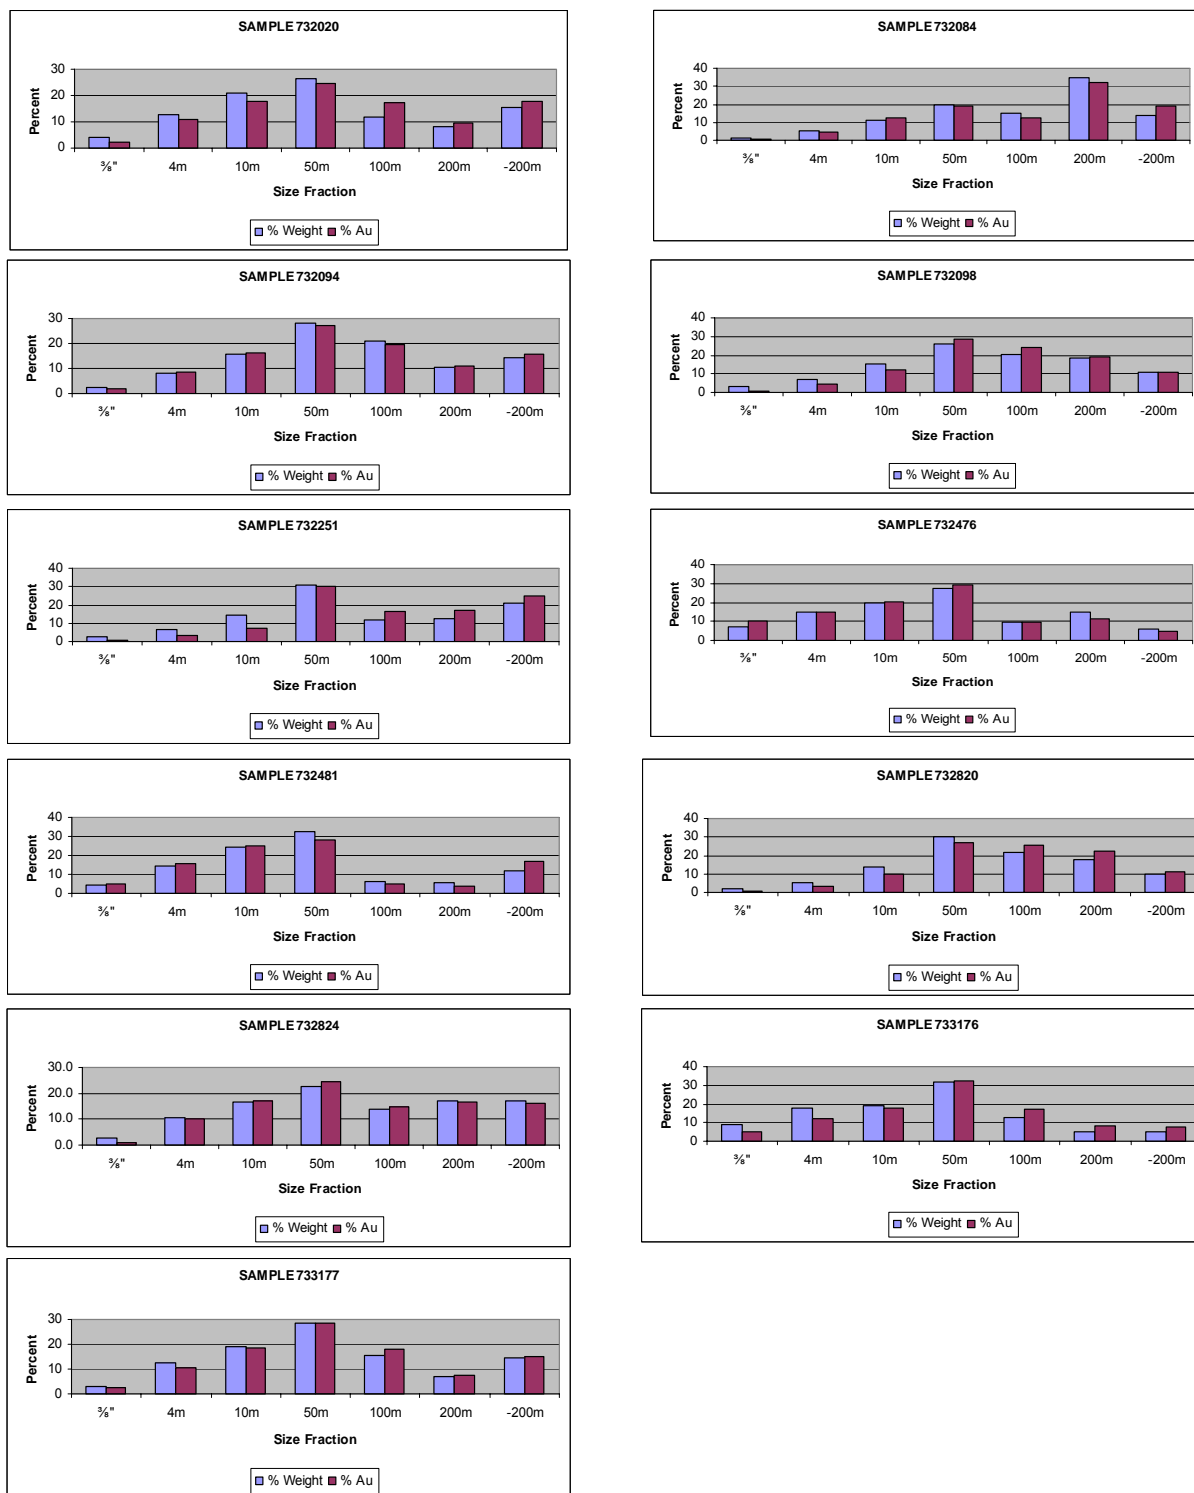 SAMPLE 732020
30
20
10
0
Percent
⅜" 4m 10m 50m 100m 200m -200m
Size Fraction
% Weight % Au
SAMPLE 732084
40
30
20
10
0
Percent
⅜" 4m 10m 50m 100m 200m -200m
Size Fraction
% Weight % Au
SAMPLE 732094
30
20
10
0
Percent
⅜" 4m 10m 50m 100m 200m -200m
Size Fraction
% Weight % Au
SAMPLE 732098
40
30
20
10
0
Percent
⅜" 4m 10m 50m 100m 200m -200m
Size Fraction
% Weight % Au
SAMPLE 732251
40
30
20
10
0
Percent
⅜" 4m 10m 50m 100m 200m -200m
Size Fraction
% Weight % Au
SAMPLE 732476
40
30
20
10
0
Percent
⅜" 4m 10m 50m 100m 200m -200m
Size Fraction
% Weight % Au
SAMPLE 732481
40
30
20
10
0
Percent
⅜" 4m 10m 50m 100m 200m -200m
Size Fraction
% Weight % Au
SAMPLE 732820
40
30
20
10
0
Percent
⅜" 4m 10m 50m 100m 200m -200m
Size Fraction
% Weight % Au
SAMPLE 732824
30.0
20.0
10.0
0.0
Percent
⅜" 4m 10m 50m 100m 200m -200m
Size Fraction
% Weight % Au
SAMPLE 733176
40
30
20
10
0
Percent
⅜" 4m 10m 50m 100m 200m -200m
Size Fraction
% Weight % Au
SAMPLE 733177
30
20
10
0
Percent
⅜" 4m 10m 50m 100m 200m -200m
Size Fraction
% Weight % Au